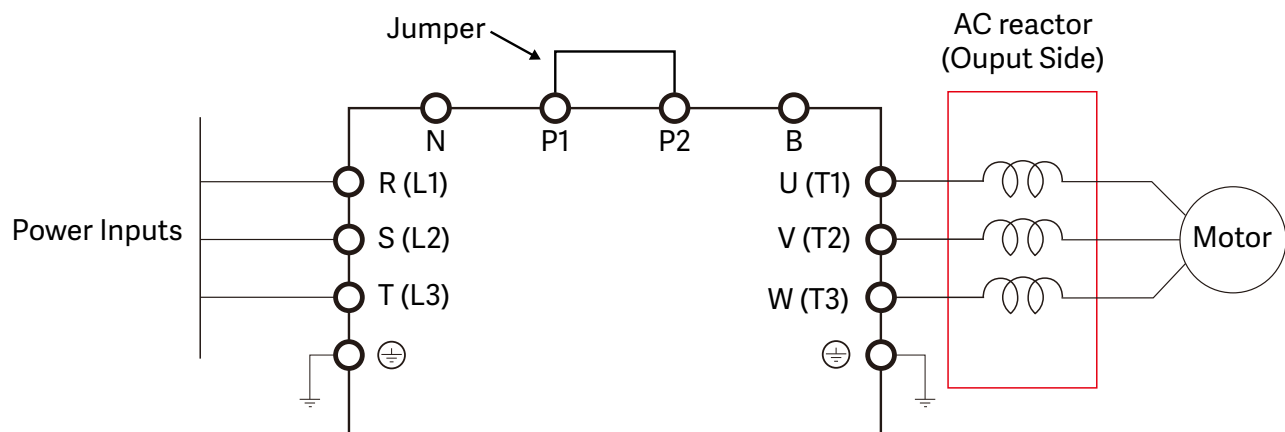 Jumper
AC reactor
(Ouput Side)
N
P1
P2
B
R (L1)
U (T1)
Power Inputs
S (L2)
V (T2)
Motor
T (L3)
W (T3)